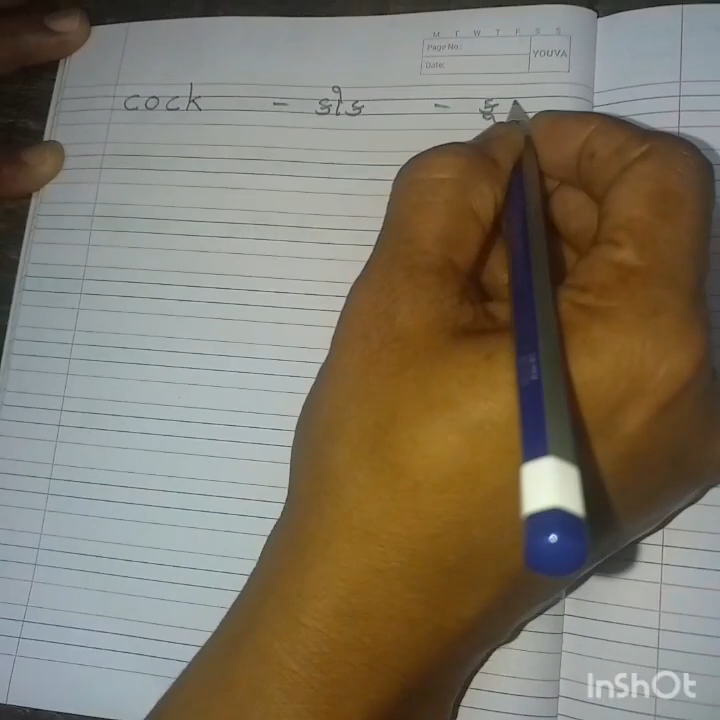 M T W T F S S
Page No.:
YOUVA
Date:
cock - કોક - કૂ
InShOt